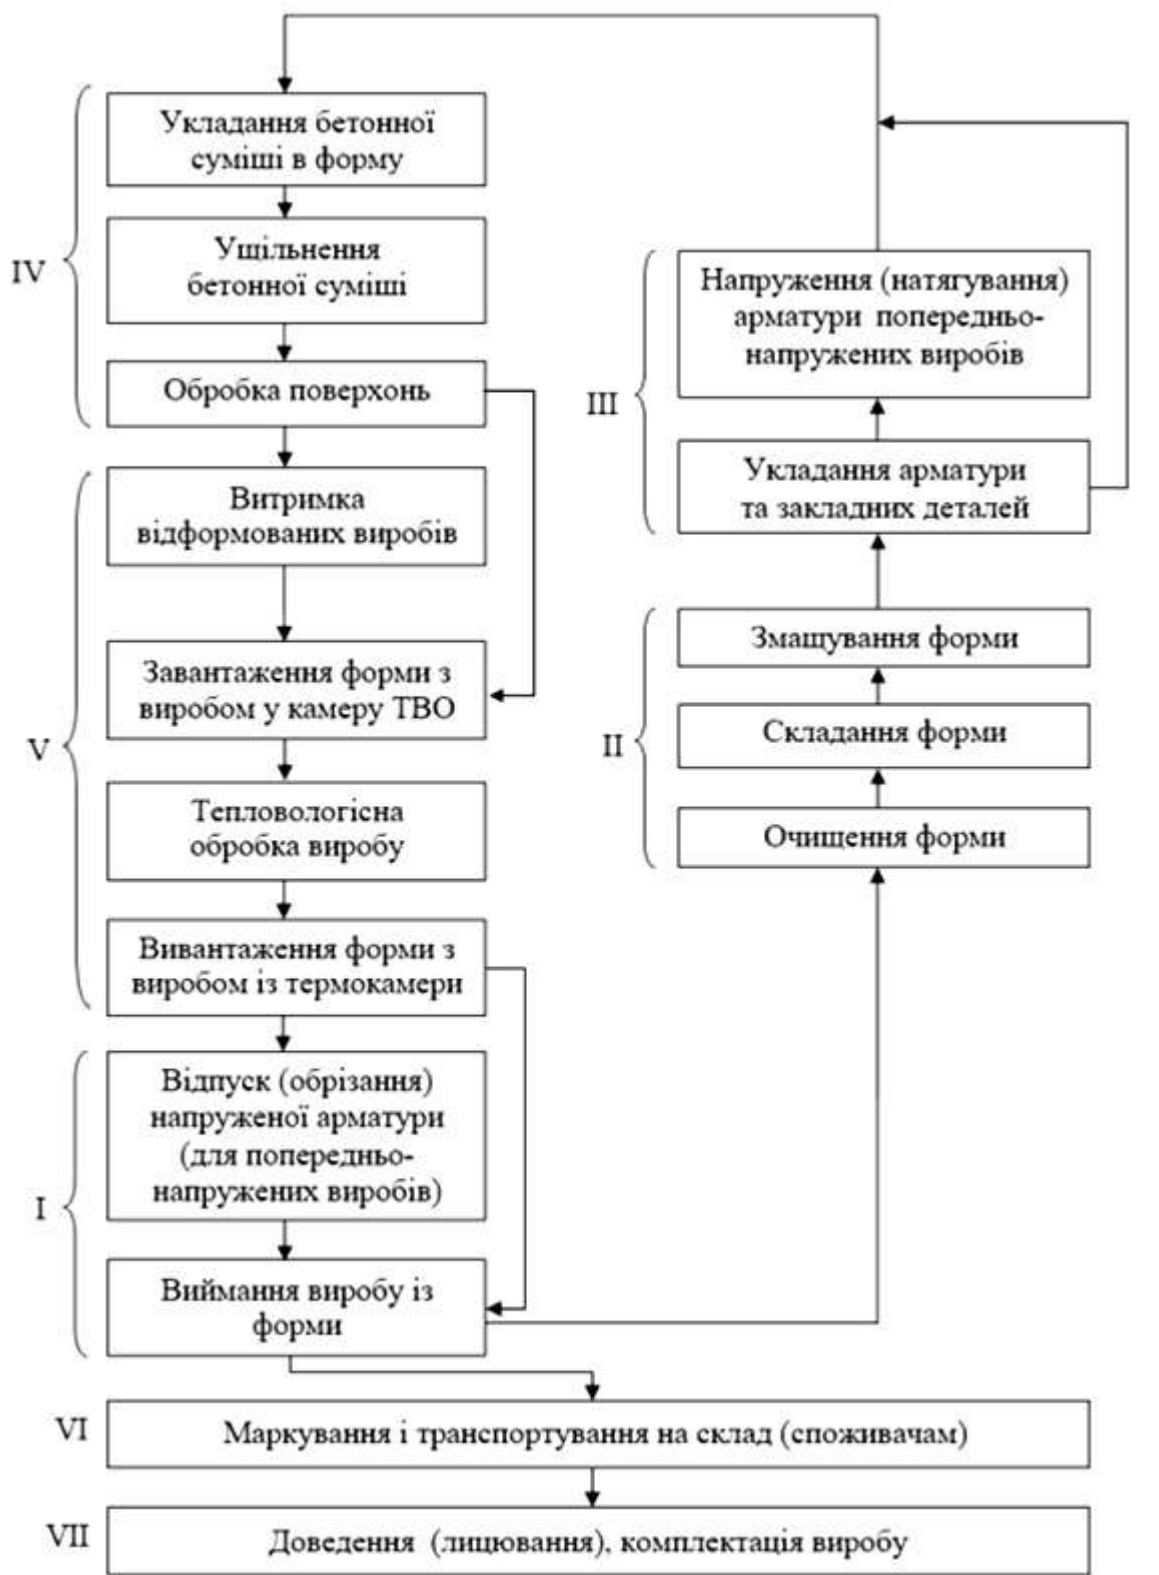 Укладання бетонної
суміші в форму
Ущільнення
бетонної суміші
IV
Обробка поверхонь
Витримка
відформованих виробів
Завантаження форми з
виробом у камеру ТВО
V
Тепловологісна
обробка виробу
Вивантаження форми з
виробом із термокамери
Відпуск (обрізання)
напруженої арматури
(для попередньо-
напружених виробів)
I
Виймання виробу із
форми
Напруження (натягування)
арматури попередньо-
напружених виробів
III
Укладання арматури
та закладних деталей
Змащування форми
II
Складання форми
Очищення форми
VI
Маркування і транспортування на склад (споживачам)
VII
Доведення (лицювання), комплектація виробу